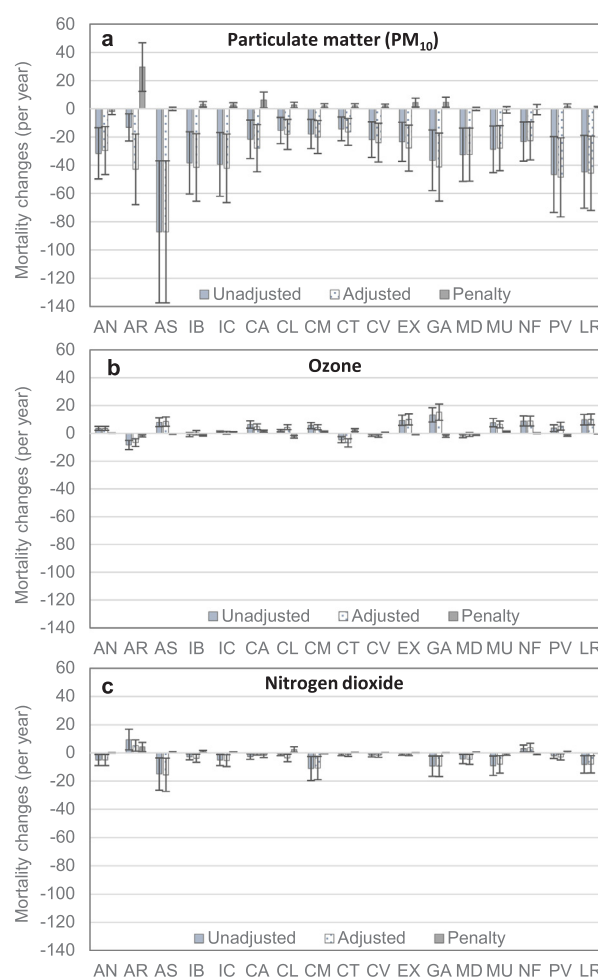 a
Particulate matter (PM10)
Mortality changes (per year)
60
40
20
0
-20
-40
-60
-80
-100
-120
-140
Unadjusted Adjusted Penalty
AN AR AS IB IC CA CL CM CT CV EX GA MD MU NF PV LR
b
Ozone
Mortality changes (per year)
60
40
20
0
-20
-40
-60
-80
-100
-120
-140
Unadjusted Adjusted Penalty
AN AR AS IB IC CA CL CM CT CV EX GA MD MU NF PV LR
c
Nitrogen dioxide
Mortality changes (per year)
60
40
20
0
-20
-40
-60
-80
-100
-120
-140
Unadjusted Adjusted Penalty
AN AR AS IB IC CA CL CM CT CV EX GA MD MU NF PV LR